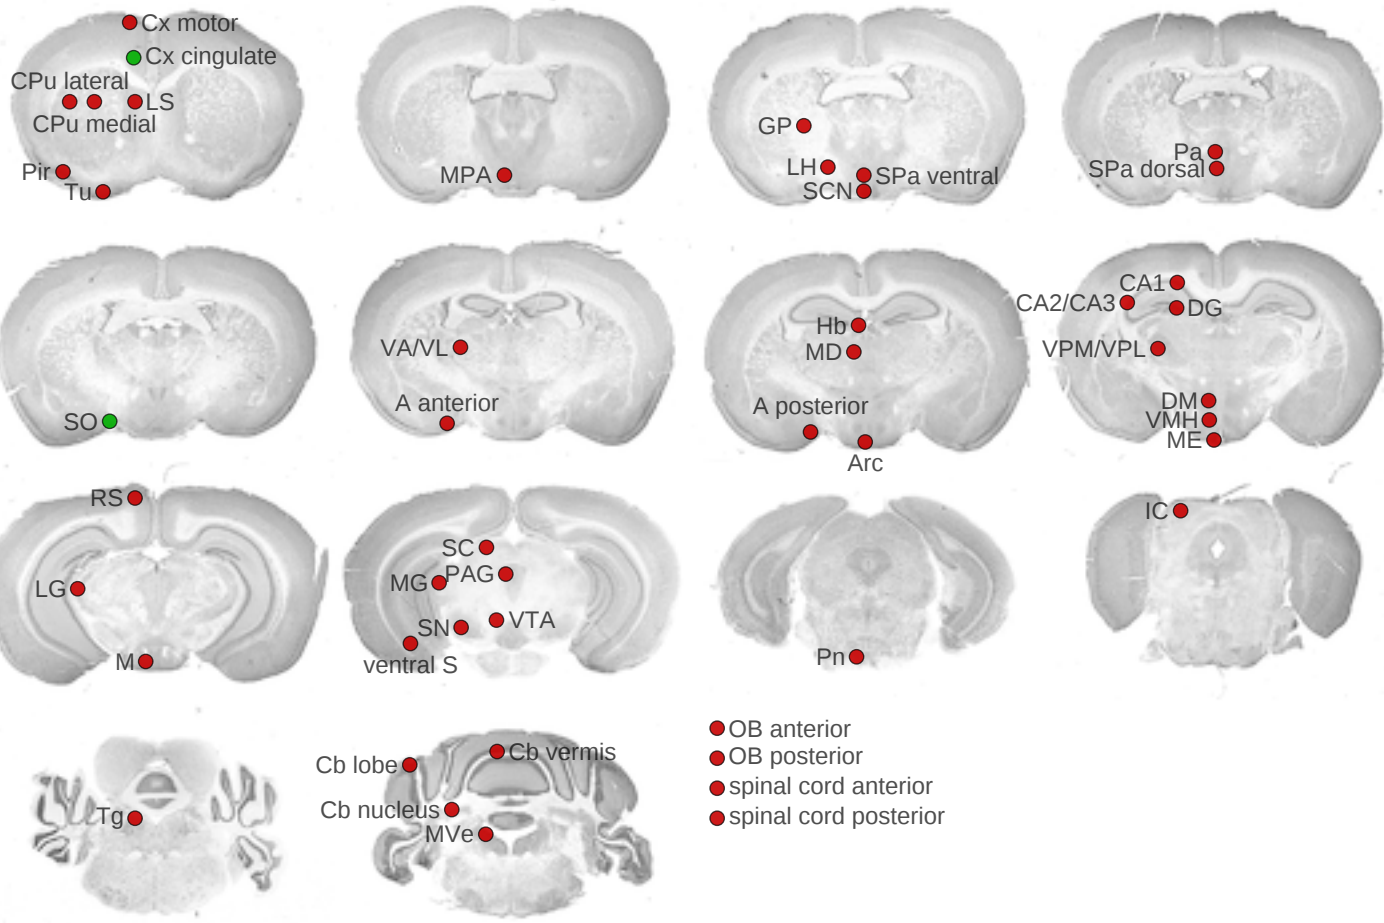 Cx motor
Cx cingulate
CPu lateral
LS
CPu medial
Pir
Tu
MPA
GP
LH
SPa ventral
SCN
Pa
SPa dorsal
SO
VA/VL
A anterior
Hb
MD
A posterior
Arc
CA1
CA2/CA3
DG
VPM/VPL
DM
VMH
ME
RS
LG
M
SC
MG
PAG
SN
VTA
ventral S
Pn
IC
Tg
Cb vermis
Cb lobe
Cb nucleus
MVe
OB anterior
OB posterior
spinal cord anterior
spinal cord posterior